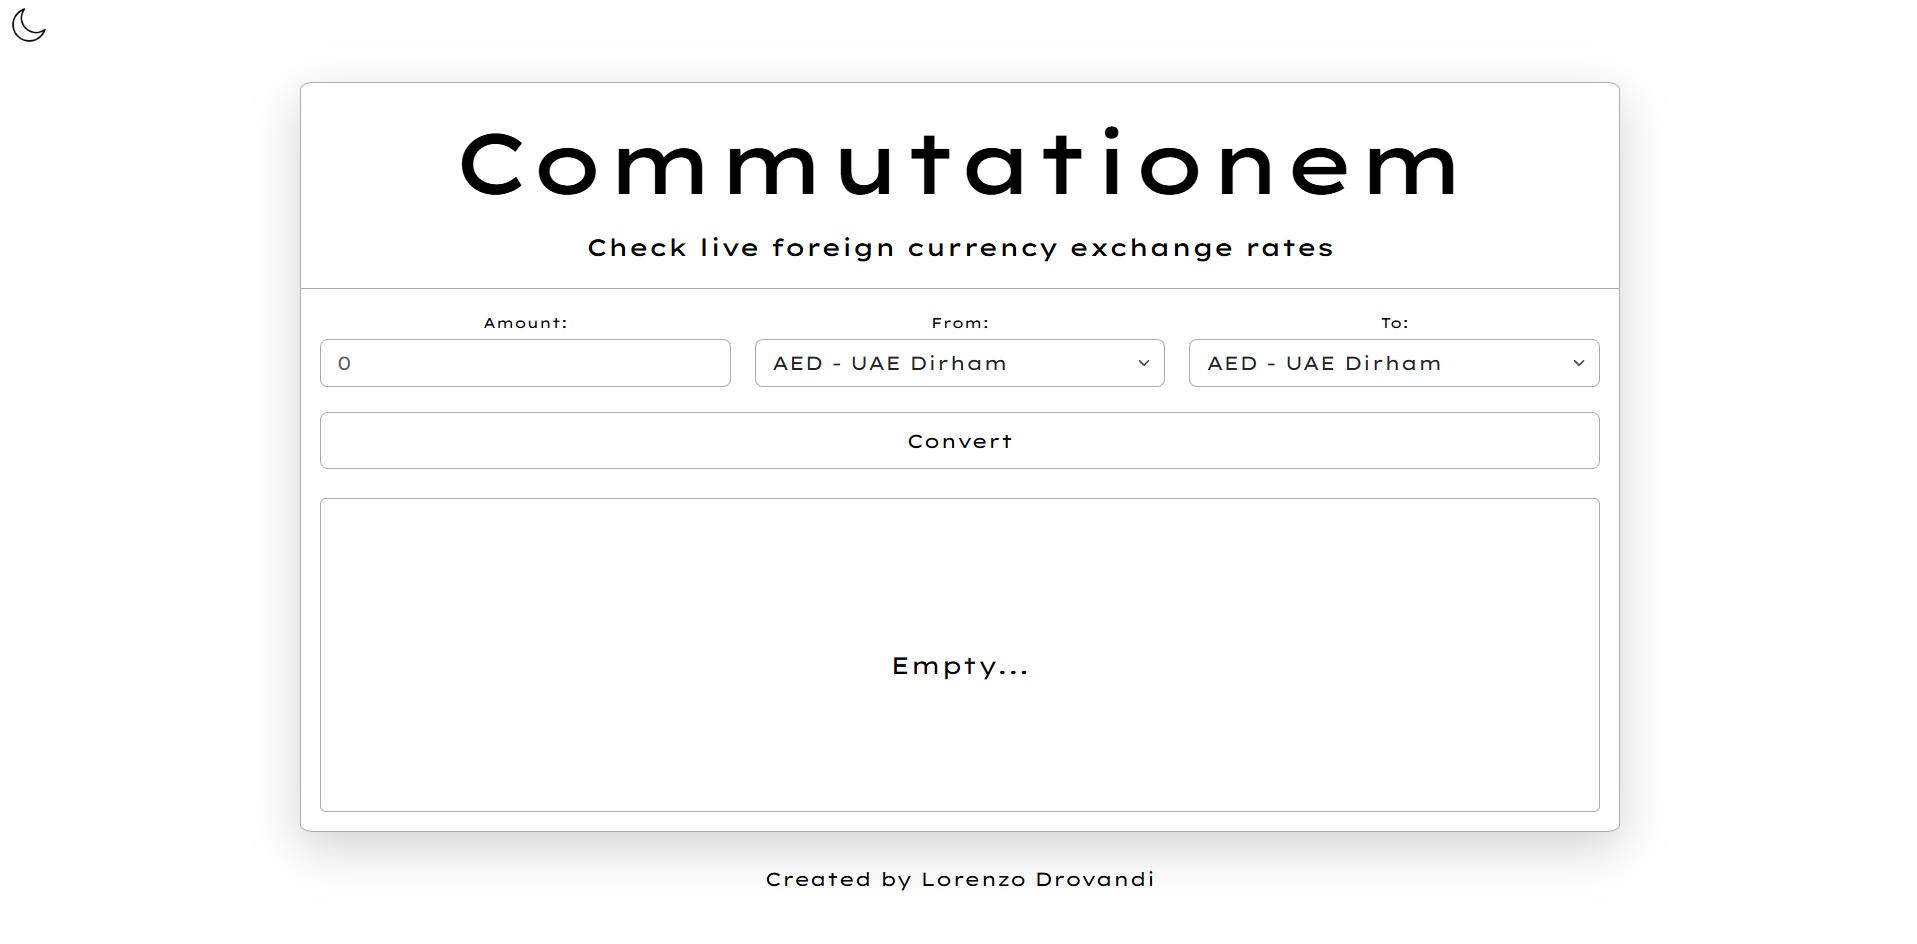 Commutationem
Check live foreign currency exchange rates
Amount: From: To:
0 AED - UAE Dirham AED - UAE Dirham
Convert
Empty...
Created by Lorenzo Drovandi